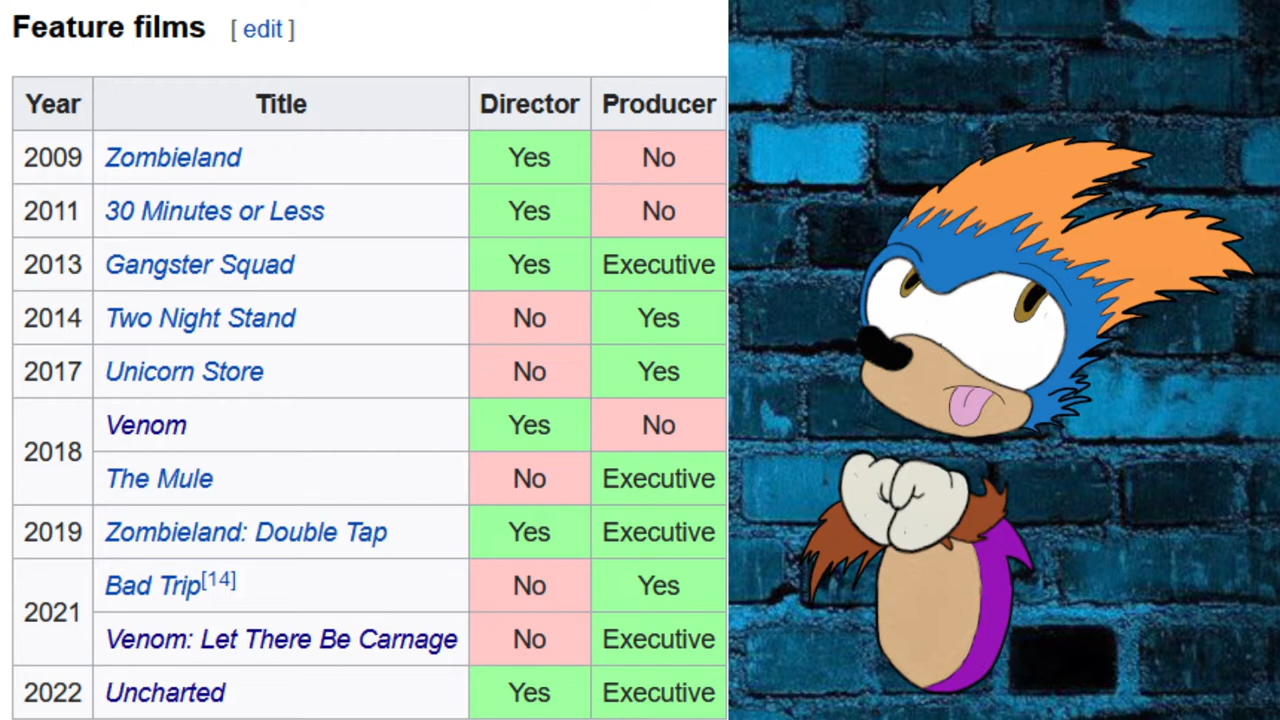 Feature films [ edit ]
Year Title Director Producer
2009 Zombieland Yes No
2011 30 Minutes or Less Yes No
2013 Gangster Squad Yes Executive
2014 Two Night Stand No Yes
2017 Unicorn Store No Yes
2018 Venom Yes No
The Mule No Executive
2019 Zombieland: Double Tap Yes Executive
2021 Bad Trip[14] No Yes
Venom: Let There Be Carnage No Executive
2022 Uncharted Yes Executive